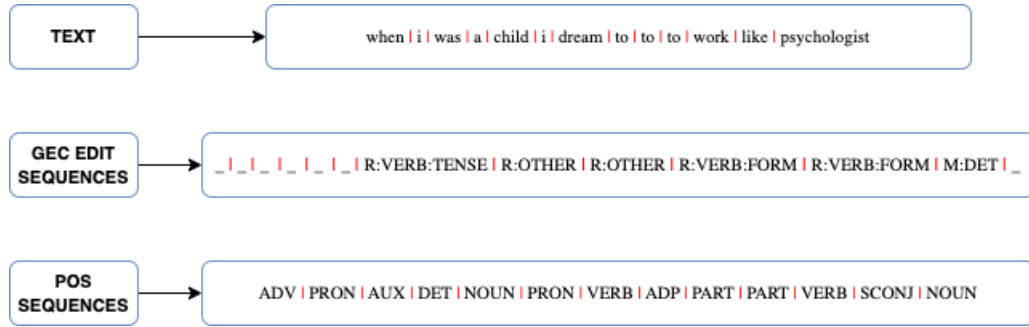 TEXT
when | i | was | a | child | i | dream | to | to | to | work | like | psychologist
GEC EDIT
SEQUENCES
_ | _ | _ | _ | _ | _ | R:VERB:TENSE | R:OTHER | R:OTHER | R:VERB:FORM | R:VERB:FORM | M:DET | _
POS
SEQUENCES
ADV | PRON | AUX | DET | NOUN | PRON | VERB | ADP | PART | PART | VERB | SCONJ | NOUN